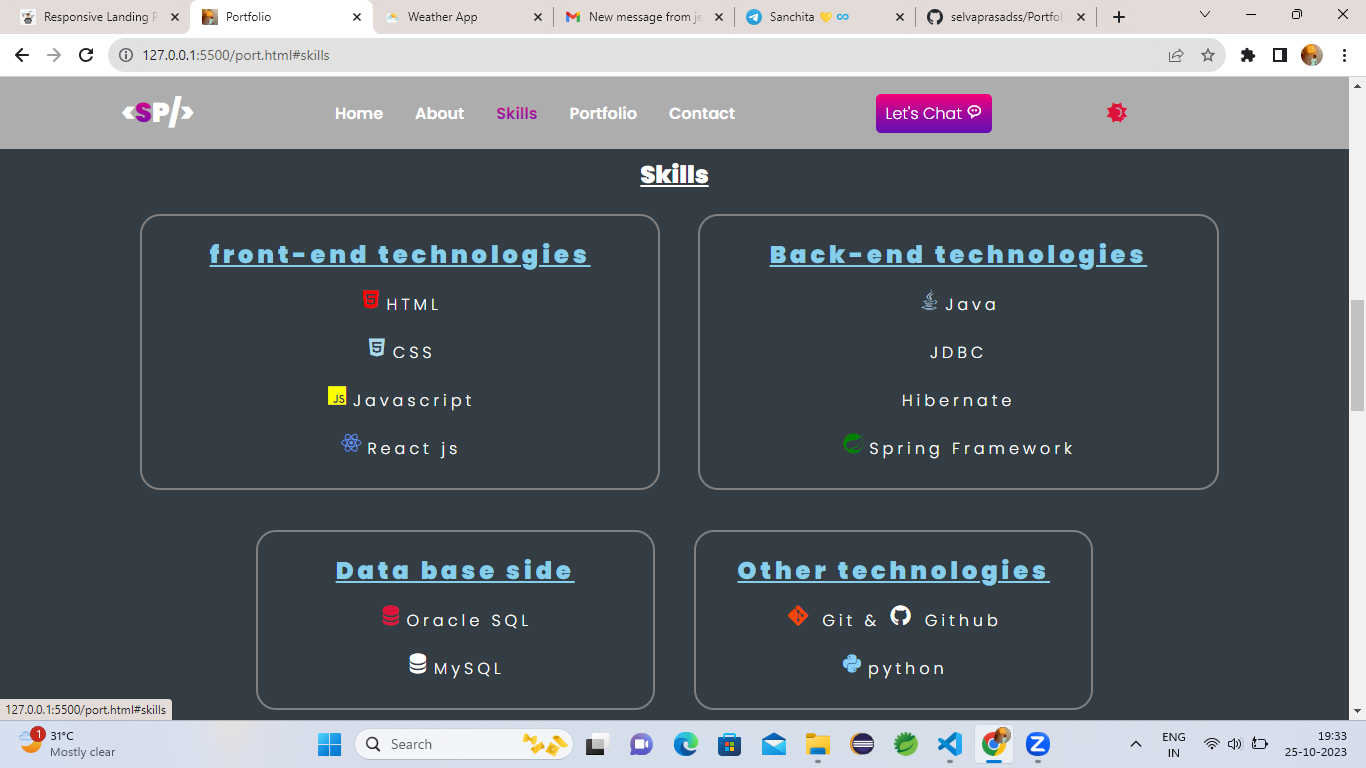 Responsive Landing P
Portfolio
Weather App
New message from je
Sanchita
selvaprasadss/Portfol
127.0.0.1:5500/port.html#skills
<SP/>
Home
About
Skills
Portfolio
Contact
Let's Chat
Skills
front-end technologies
HTML
CSS
JS Javascript
React js
Back-end technologies
Java
JDBC
Hibernate
Spring Framework
Data base side
Oracle SQL
MySQL
Other technologies
Git & Github
python
127.0.0.1:5500/port.html#skills
1
31°C
Mostly clear
Search
ENG
IN
19:33
25-10-2023